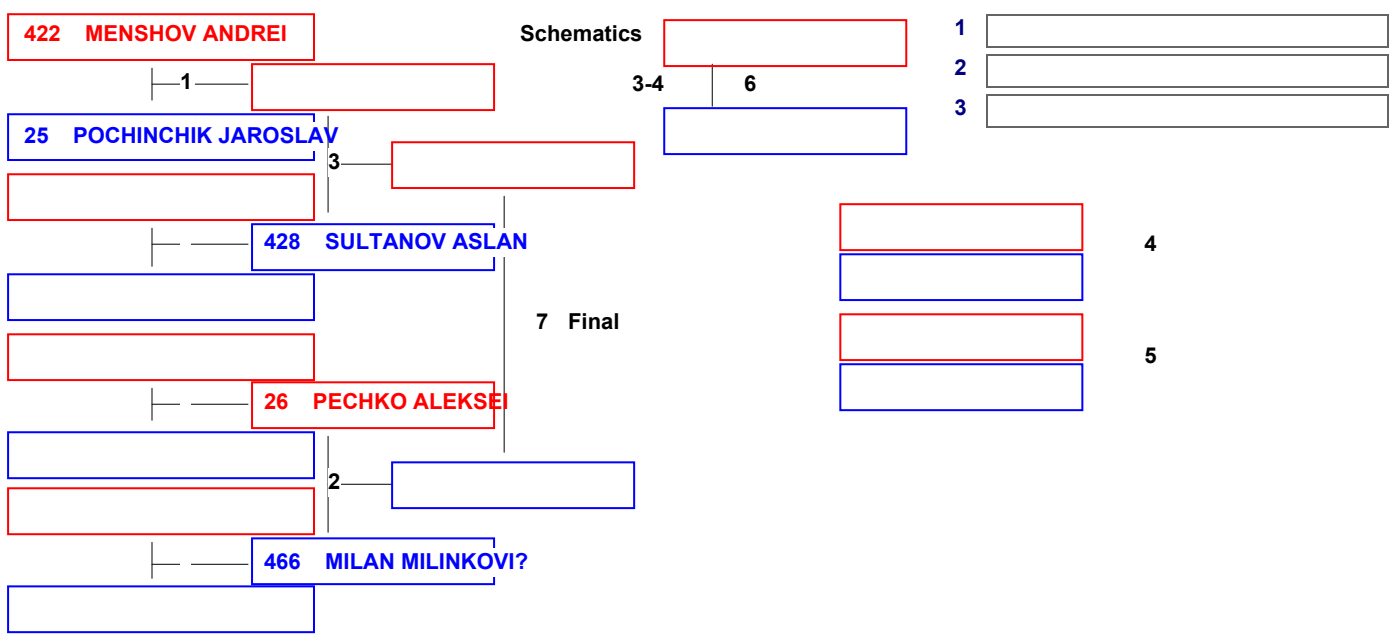 422 MENSHOV ANDREI
1
25 POCHINCHIK JAROSLAV
3
428 SULTANOV ASLAN
7 Final
26 PECHKO ALEKSEI
2
466 MILAN MILINKOVI?
Schematics
3-4 6
1
2
3
4
5